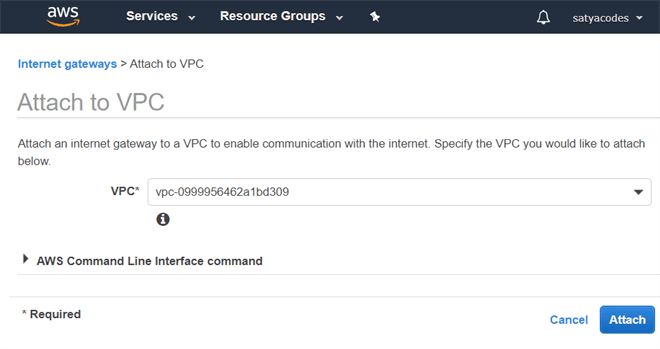 aws Services Resource Groups satyacodes
Internet gateways > Attach to VPC
Attach to VPC
Attach an internet gateway to a VPC to enable communication with the internet. Specify the VPC you would like to attach
below.
VPC* vpc-0999956462a1bd309
AWS Command Line Interface command
* Required Cancel Attach